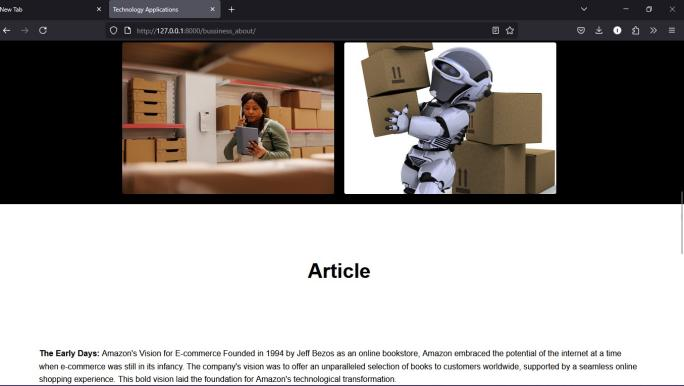 New Tab
Technology Applications
http://127.0.0.1:8000/bussiness_about/
Article
The Early Days: Amazon's Vision for E-commerce Founded in 1994 by Jeff Bezos as an online bookstore, Amazon embraced the potential of the internet at a time
when e-commerce was still in its infancy. The company's vision was to offer an unparalleled selection of books to customers worldwide, supported by a seamless online
shopping experience. This bold vision laid the foundation for Amazon's technological transformation.